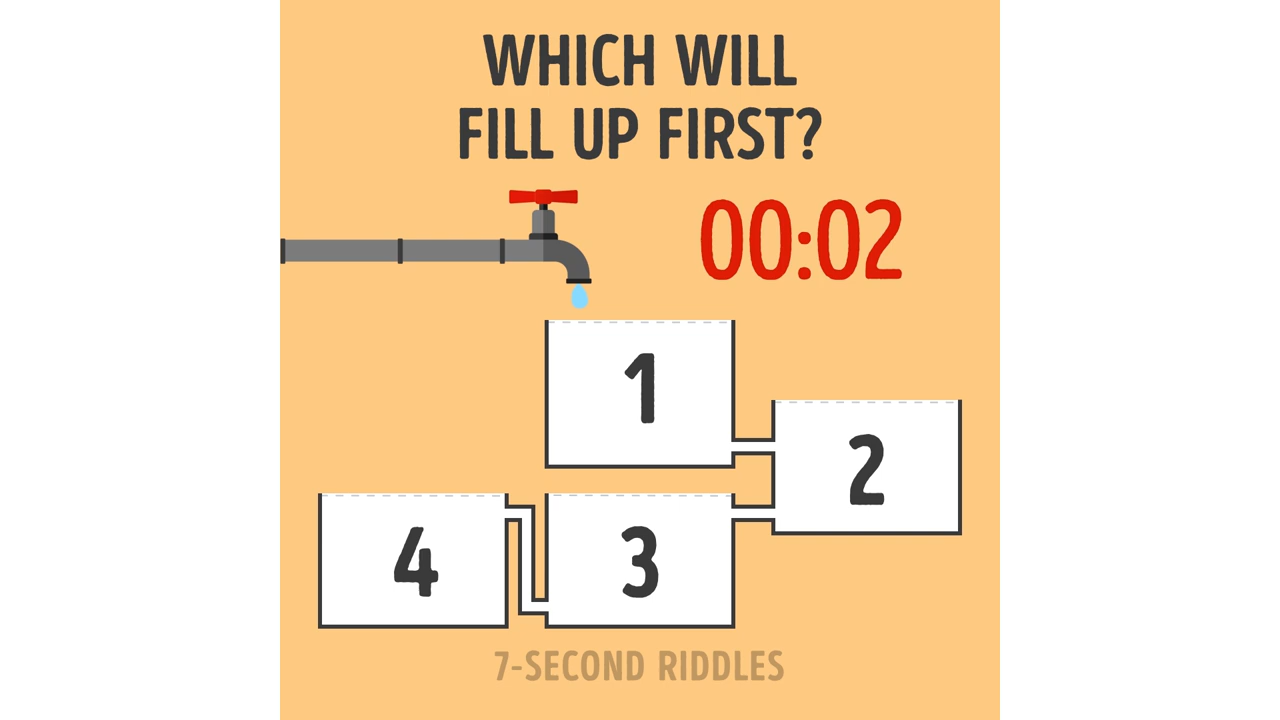 WHICH WILL
FILL UP FIRST?
00:02
1
2
4
3
7-SECOND RIDDLES